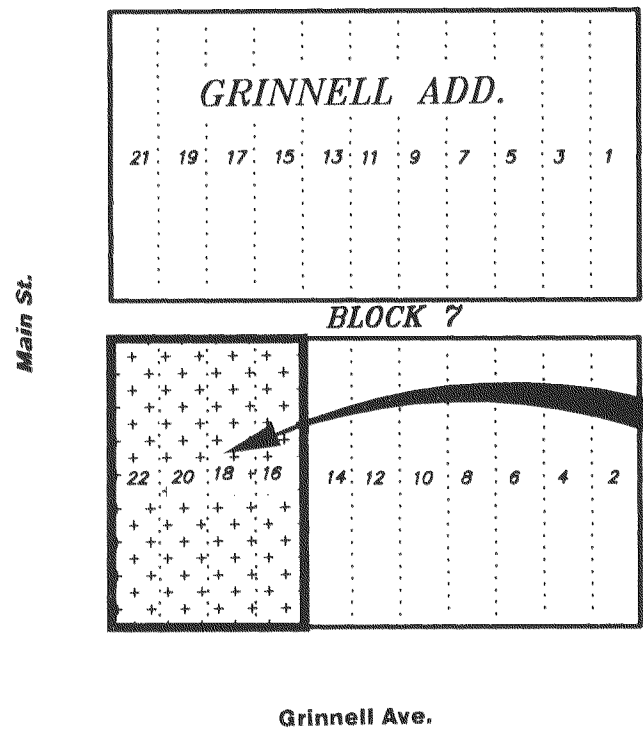 GRINNELL ADD.
21 19 17 15 13 11 9 7 5 3 1
Main St.
BLOCK 7
22 20 18 16 14 12 10 8 6 4 2
Grinnell Ave.